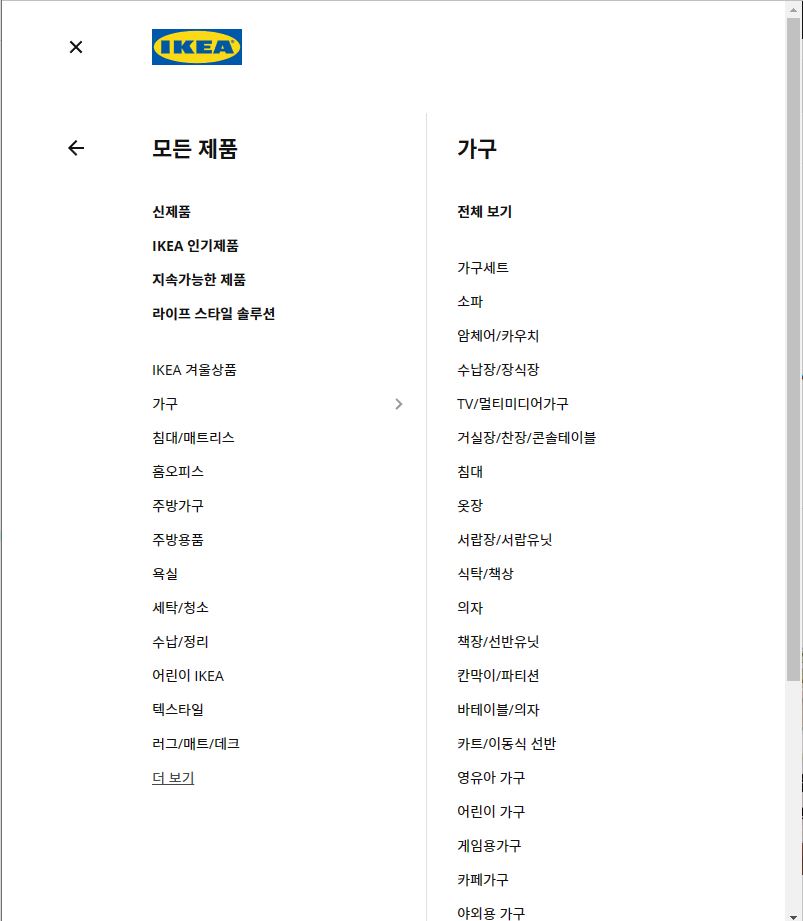 IKEA
모든 제품
신제품
IKEA 인기제품
지속가능한 제품
라이프 스타일 솔루션
IKEA 겨울상품
가구
침대/매트리스
홈오피스
주방가구
주방용품
욕실
세탁/청소
수납/정리
어린이 IKEA
텍스타일
러그/매트/데크
더 보기
가구
전체 보기
가구세트
소파
암체어/카우치
수납장/장식장
TV/멀티미디어가구
거실장/찬장/콘솔테이블
침대
옷장
서랍장/서랍유닛
식탁/책상
의자
책장/선반유닛
칸막이/파티션
바테이블/의자
카트/이동식 선반
영유아 가구
어린이 가구
게임용가구
카페가구
야외용 가구